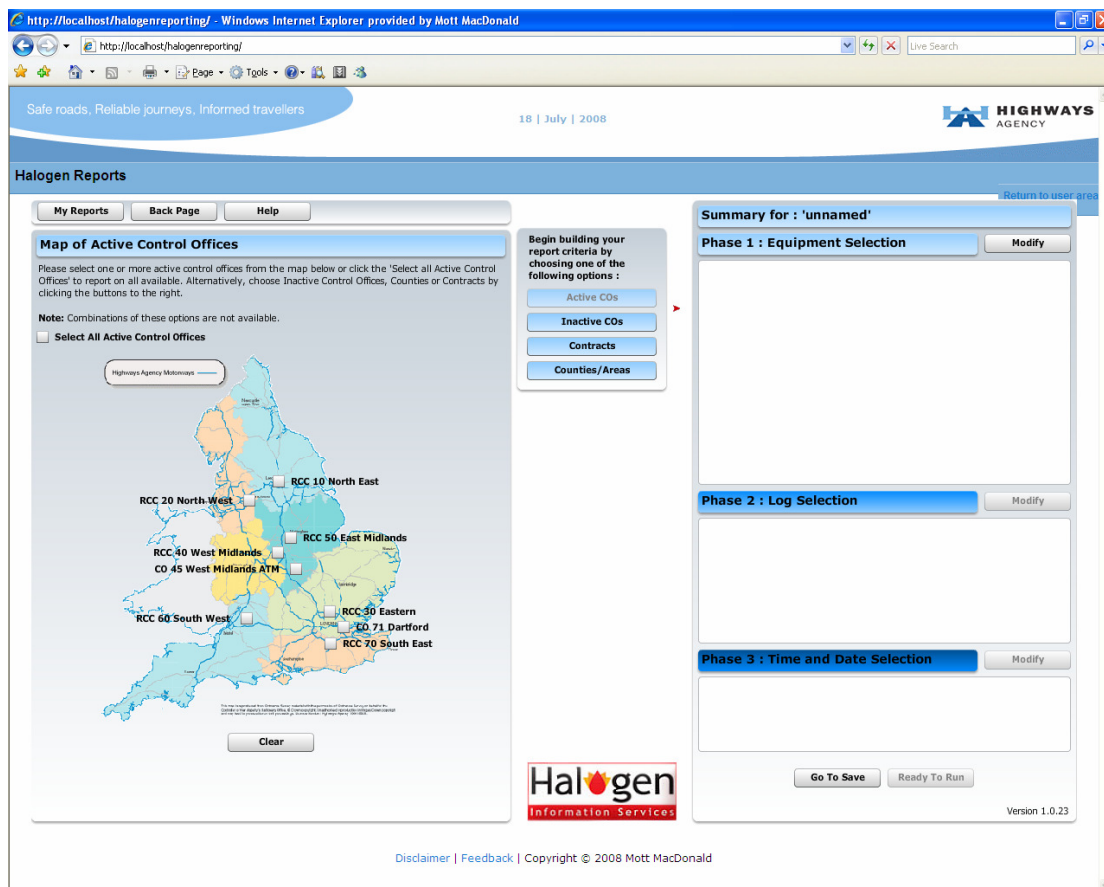 http://localhost/halogenreporting/ - Windows Internet Explorer provided by Mott MacDonald
http://localhost/halogenreporting/
Live Search
Page
Tools
Safe roads, Reliable journeys, Informed travellers
18 | July | 2008
HIGHWAYS
AGENCY
Halogen Reports
Return to user area
My Reports
Back Page
Help
Map of Active Control Offices
Please select one or more active control offices from the map below or click the 'Select all Active Control
Offices' to report on all available. Alternatively, choose Inactive Control Offices, Counties or Contracts by
clicking the buttons to the right.
Note: Combinations of these options are not available.
Select All Active Control Offices
Highways Agency Motorways
RCC 10 North East
RCC 20 North West
RCC 50 East Midlands
RCC 40 West Midlands
CO 45 West Midlands ATM
RCC 30 Eastern
RCC 60 South West
CO 71 Dartford
RCC 70 South East
Clear
Begin building your
report criteria by
choosing one of the
following options :
Active COs
Inactive COs
Contracts
Counties/Areas
Halogen
Information Services
Summary for : 'unnamed'
Phase 1 : Equipment Selection
Modify
Phase 2 : Log Selection
Modify
Phase 3 : Time and Date Selection
Modify
Go To Save
Ready To Run
Version 1.0.23
Disclaimer | Feedback | Copyright © 2008 Mott MacDonald